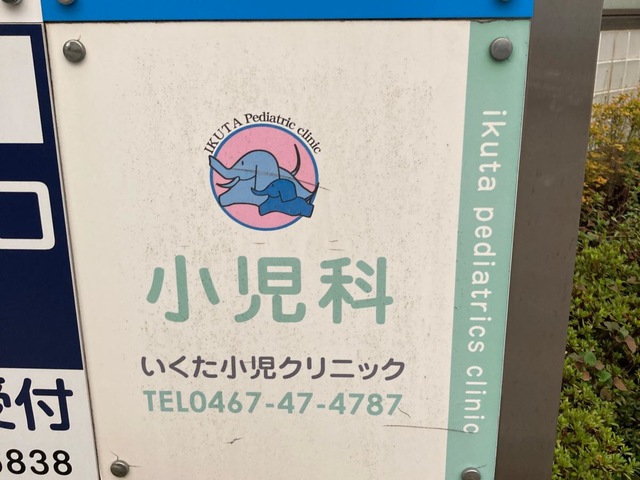 IKUTA Pediatric clinic
小児科
いくた小児クリニック
TEL0467-47-4787
ikuta pediatrics clinic
受付
6838